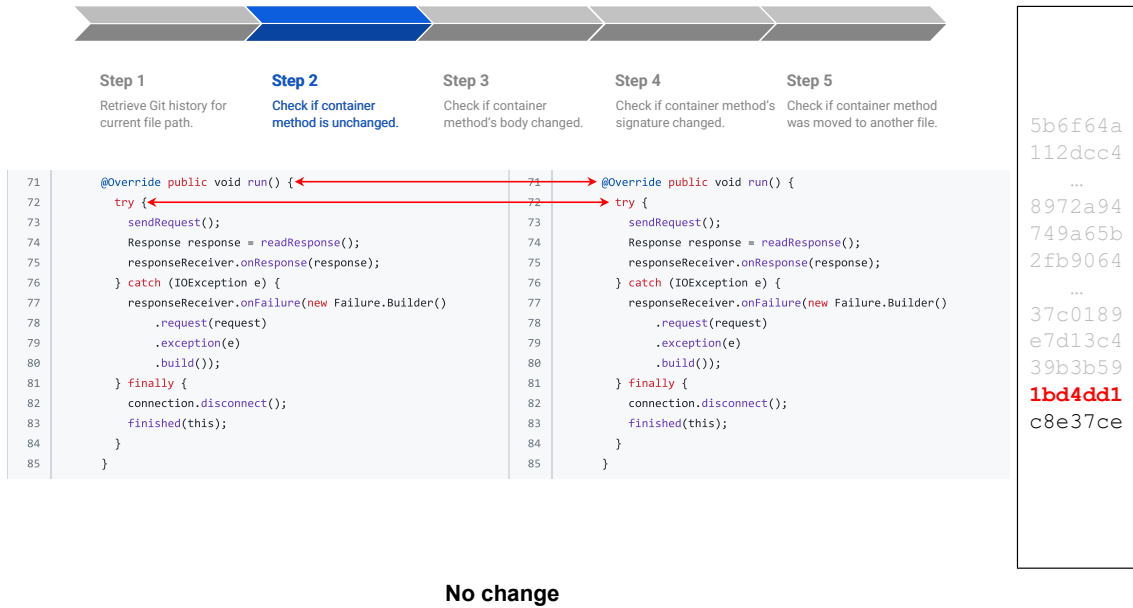 Step 1
Retrieve Git history for
current file path.
Step 2
Check if container
method is unchanged.
Step 3
Check if container
method's body changed.
Step 4
Check if container method's
signature changed.
Step 5
Check if container method
was moved to another file.
71 @Override public void run() {
72 try {
73 sendRequest();
74 Response response = readResponse();
75 responseReceiver.onResponse(response);
76 } catch (IOException e) {
77 responseReceiver.onFailure(new Failure.Builder()
78 .request(request)
79 .exception(e)
80 .build());
81 } finally {
82 connection.disconnect();
83 finished(this);
84 }
85 }
71 @Override public void run() {
72 try {
73 sendRequest();
74 Response response = readResponse();
75 responseReceiver.onResponse(response);
76 } catch (IOException e) {
77 responseReceiver.onFailure(new Failure.Builder()
78 .request(request)
79 .exception(e)
80 .build());
81 } finally {
82 connection.disconnect();
83 finished(this);
84 }
85 }
5b6f64a
112dcc4
…
8972a94
749a65b
2fb9064
…
37c0189
e7d13c4
39b3b59
1bd4dd1
c8e37ce
No change